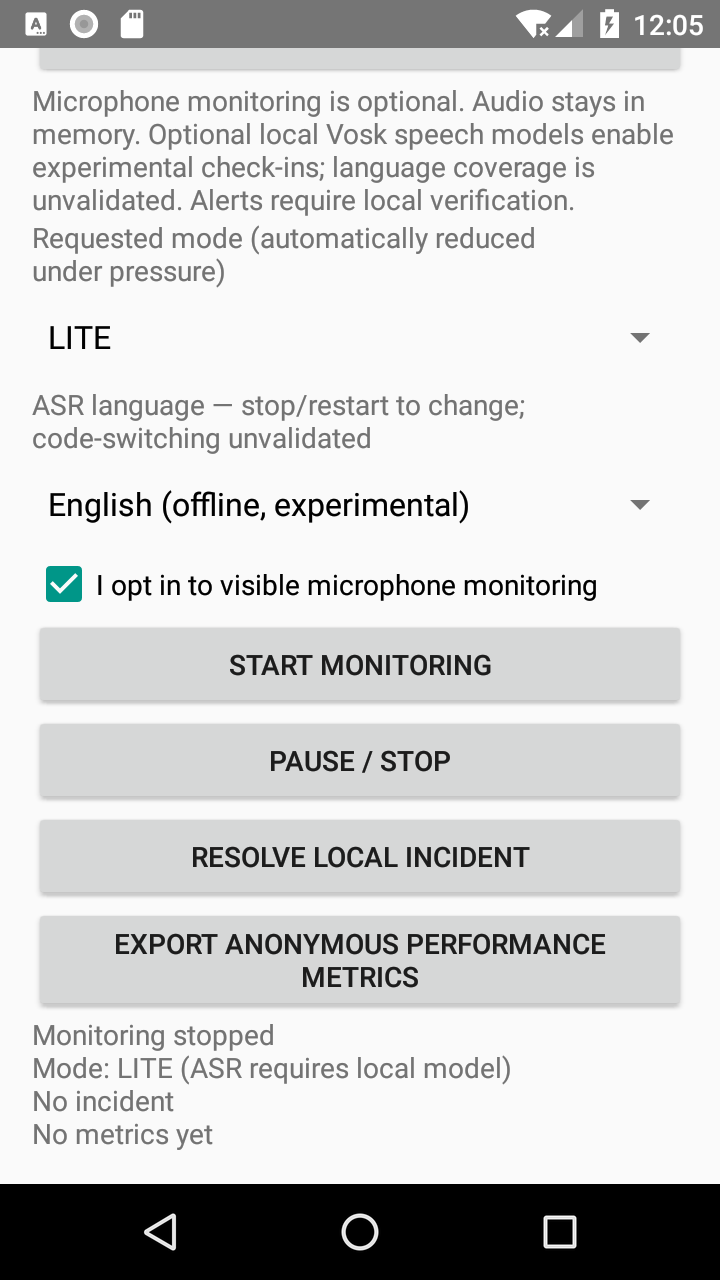 12:05
Microphone monitoring is optional. Audio stays in
memory. Optional local Vosk speech models enable
experimental check-ins; language coverage is
unvalidated. Alerts require local verification.
Requested mode (automatically reduced
under pressure)
LITE
ASR language — stop/restart to change;
code-switching unvalidated
English (offline, experimental)
I opt in to visible microphone monitoring
START MONITORING
PAUSE / STOP
RESOLVE LOCAL INCIDENT
EXPORT ANONYMOUS PERFORMANCE
METRICS
Monitoring stopped
Mode: LITE (ASR requires local model)
No incident
No metrics yet